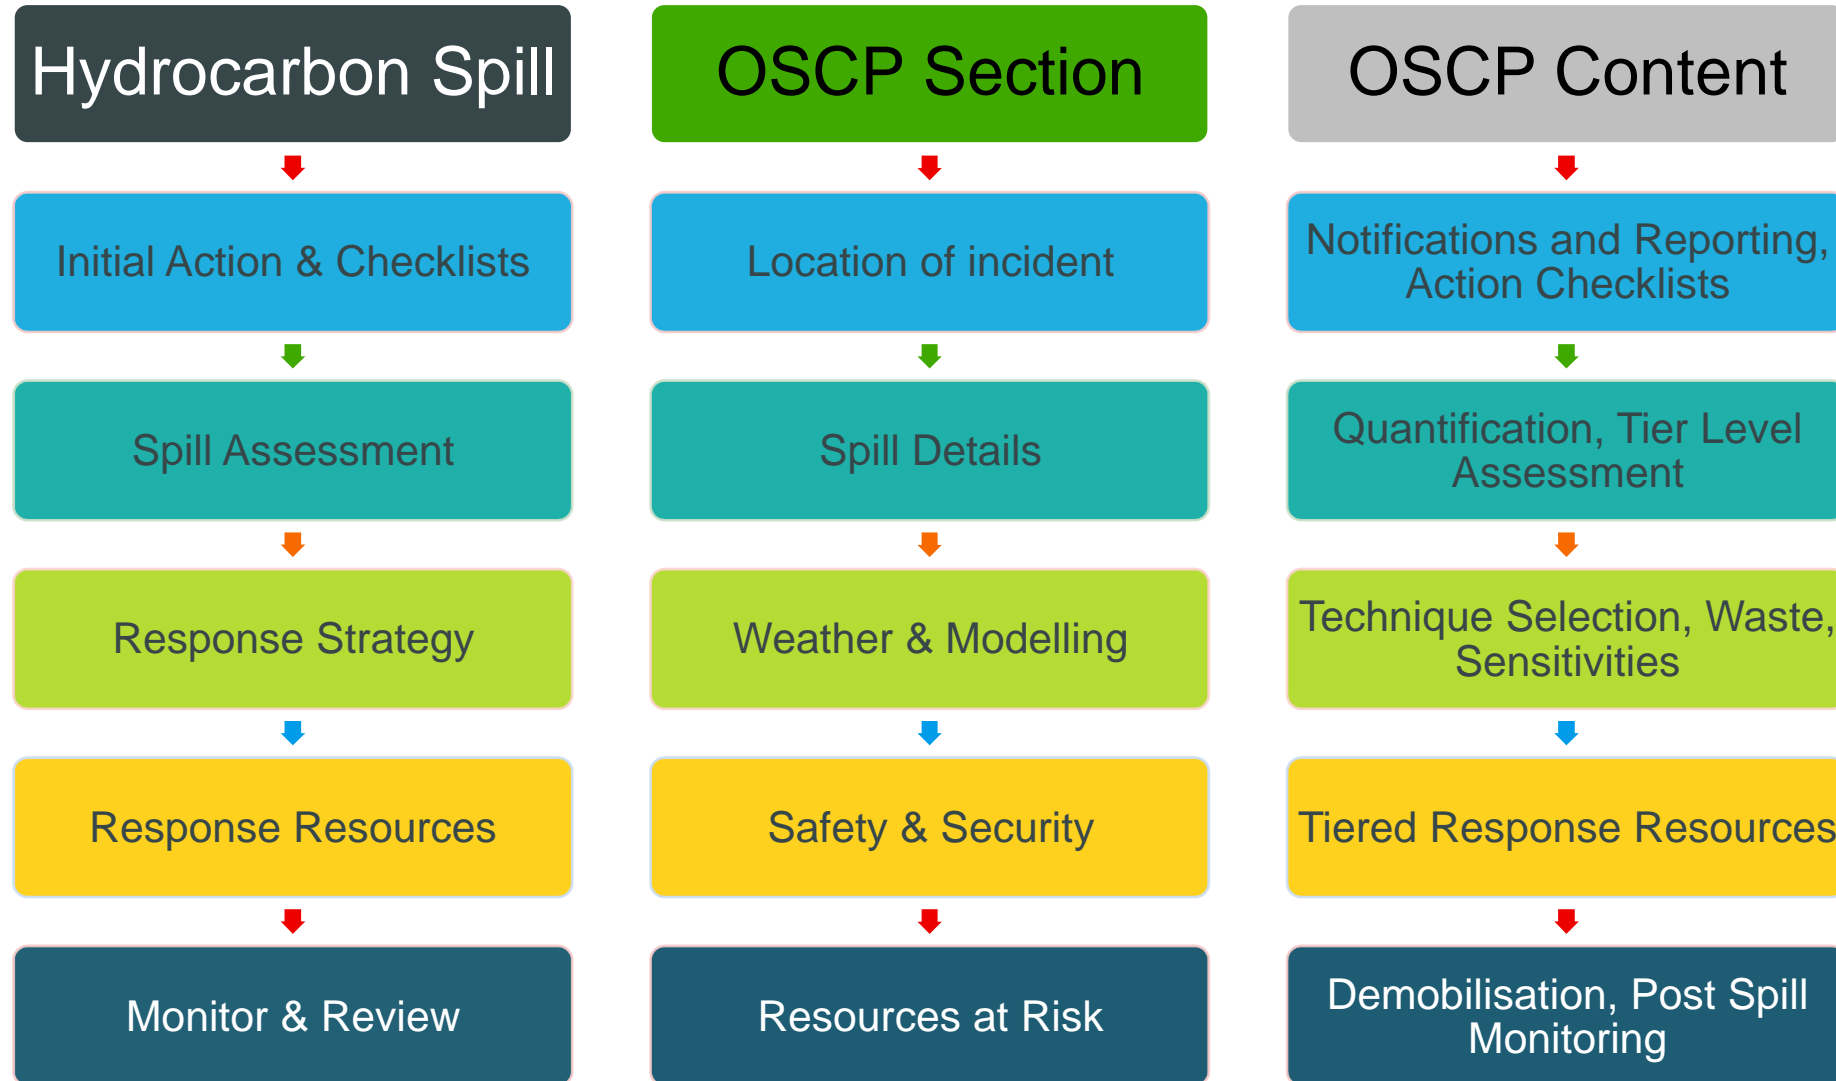 Hydrocarbon Spill
Initial Action & Checklists
Spill Assessment
Response Strategy
Response Resources
Monitor & Review
OSCP Section
Location of incident
Spill Details
Weather & Modelling
Safety & Security
Resources at Risk
OSCP Content
Notifications and Reporting,
Action Checklists
Quantification, Tier Level
Assessment
Technique Selection, Waste,
Sensitivities
Tiered Response Resources
Demobilisation, Post Spill
Monitoring